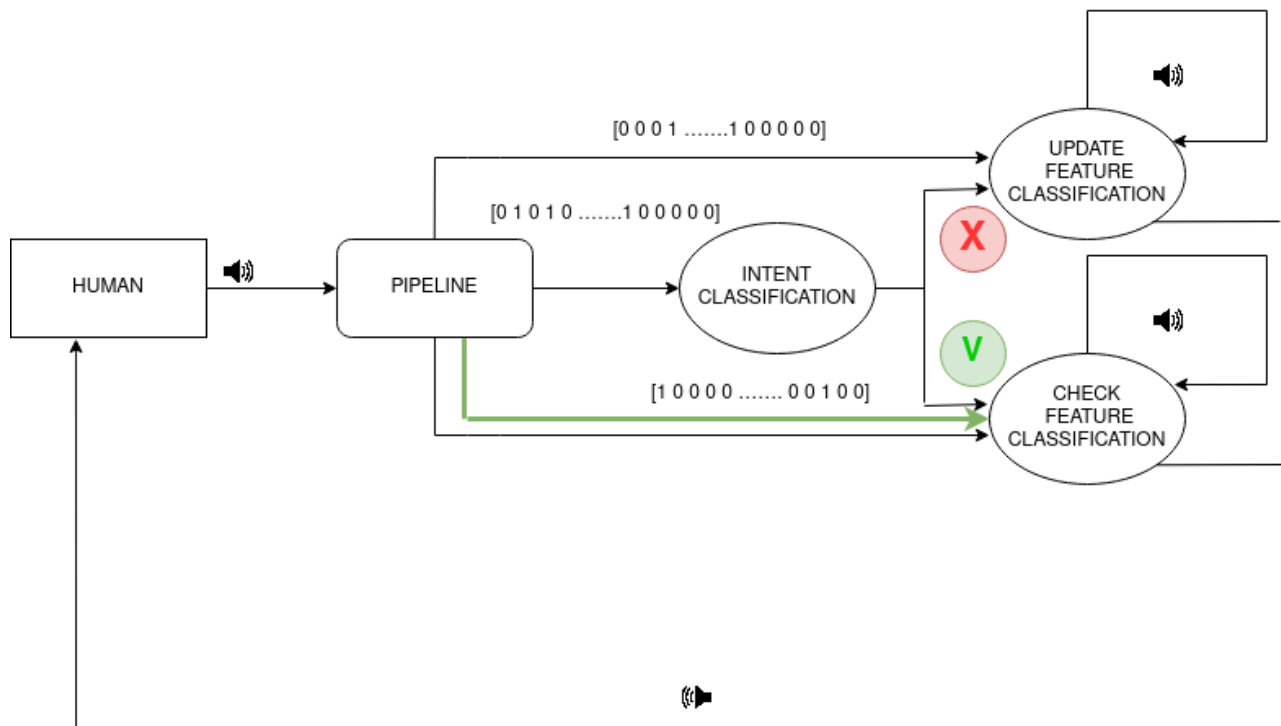 [0 0 0 1 .......1 0 0 0 0 0]
UPDATE
FEATURE
CLASSIFICATION
[0 1 0 1 0 .......1 0 0 0 0 0]
X
HUMAN
PIPELINE
INTENT
CLASSIFICATION
V
[1 0 0 0 0 ....... 0 0 1 0 0]
CHECK
FEATURE
CLASSIFICATION